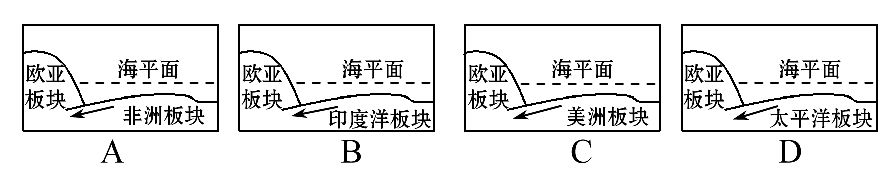 欧亚板块 海平面 非洲板块
A
欧亚板块 海平面 印度洋板块
B
欧亚板块 海平面 美洲板块
C
欧亚板块 海平面 太平洋板块
D